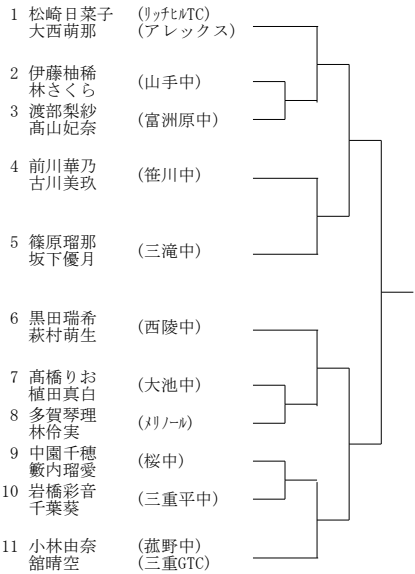 1 松崎日菜子 (ﾘｯﾁﾋﾙTC)
大西萌那 (アレックス)
2 伊藤柚稀
林さくら (山手中)
3 渡部梨紗
髙山妃奈 (富洲原中)
4 前川華乃
古川美玖 (笹川中)
5 篠原瑠那
坂下優月 (三滝中)
6 黒田瑞希
萩村萌生 (西陵中)
7 髙橋りお
植田真白 (大池中)
8 多賀琴理
林伶実 (ﾒﾘﾉｰﾙ)
9 中園千穂
籔内瑠愛 (桜中)
10 岩橋彩音
千葉葵 (三重平中)
11 小林由奈 (菰野中)
舘晴空 (三重GTC)